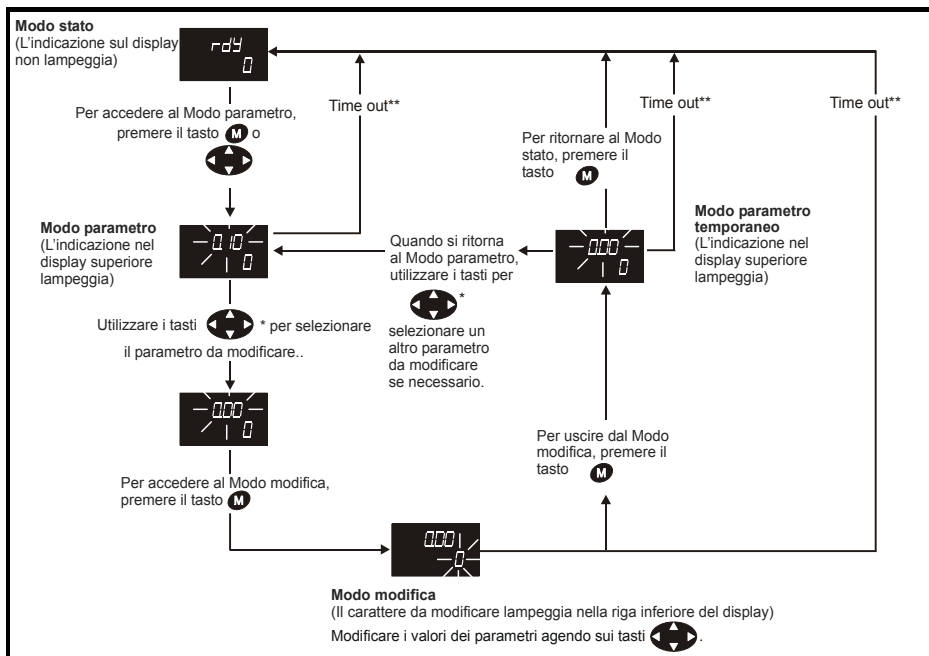 Modo stato
(L'indicazione sul display
non lampeggia)
rdY
0
Time out**
Time out**
Time out**
Per accedere al Modo parametro,
premere il tasto M o
Per ritornare al Modo
stato, premere il
tasto M
Modo parametro
(L'indicazione nel
display superiore
lampeggia)
0.10
0
Quando si ritorna
al Modo parametro,
utilizzare i tasti per
*
selezionare un
altro parametro
da modificare
se necessario.
0.00
0
Modo parametro
temporaneo
(L'indicazione nel
display superiore
lampeggia)
Utilizzare i tasti * per selezionare
il parametro da modificare..
0.00
0
Per uscire dal Modo
modifica, premere il
tasto M
Per accedere al Modo modifica,
premere il tasto M
0.00
0
Modo modifica
(Il carattere da modificare lampeggia nella riga inferiore del display)
Modificare i valori dei parametri agendo sui tasti .